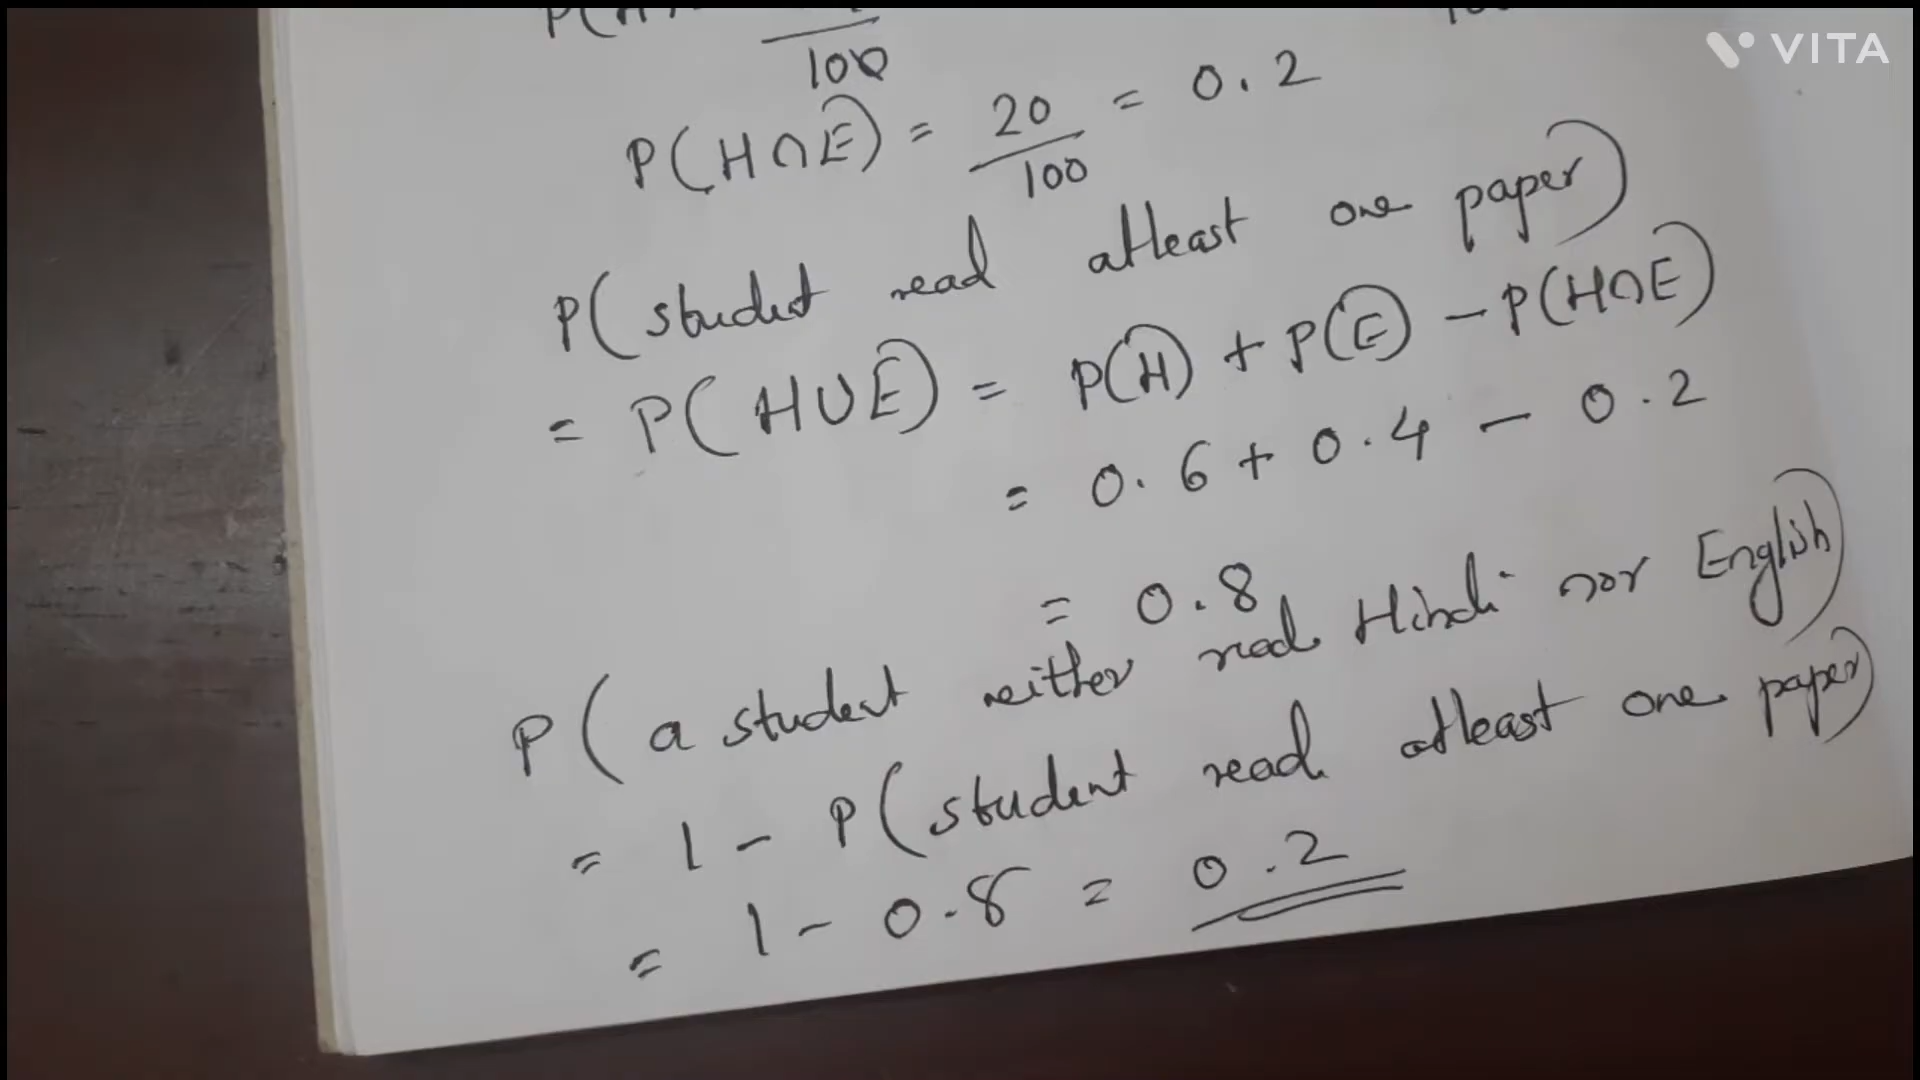 VITA
100
P(H∩E) = 20/100 = 0.2
P(student read atleast one paper)
= P(HUE) = P(H) + P(E) - P(H∩E)
= 0.6 + 0.4 - 0.2
= 0.8
P(a student neither read Hindi nor English)
= 1 - P(student read atleast one paper)
= 1 - 0.8 = 0.2